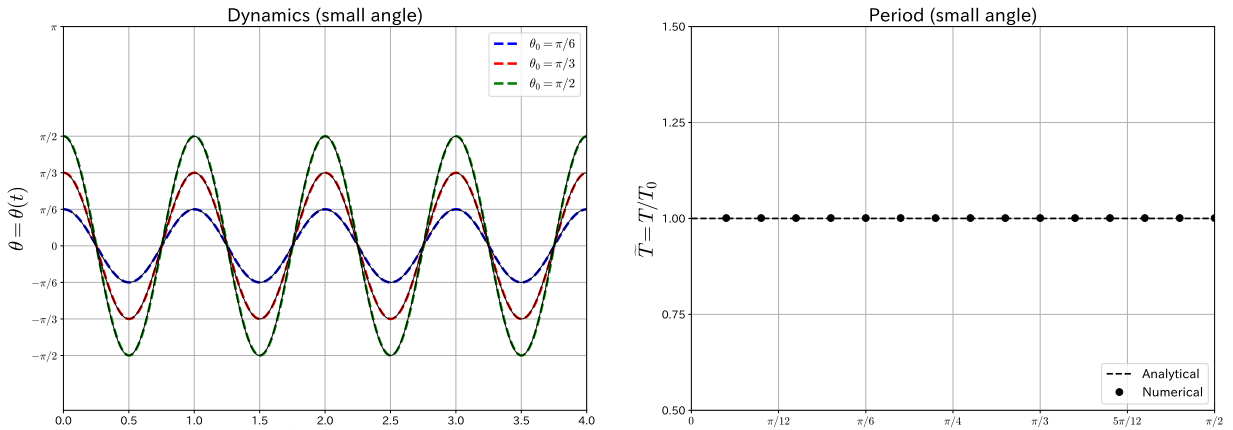 Dynamics (small angle)
π
θ₀ = π/6
θ₀ = π/3
θ₀ = π/2
π/2
π/3
π/6
0
−π/6
−π/3
−π/2
θ = θ(t)
0.0 0.5 1.0 1.5 2.0 2.5 3.0 3.5 4.0
Period (small angle)
1.50
1.25
1.00
0.75
0.50
T̃ = T/T₀
Analytical
Numerical
0 π/12 π/6 π/4 π/3 5π/12 π/2